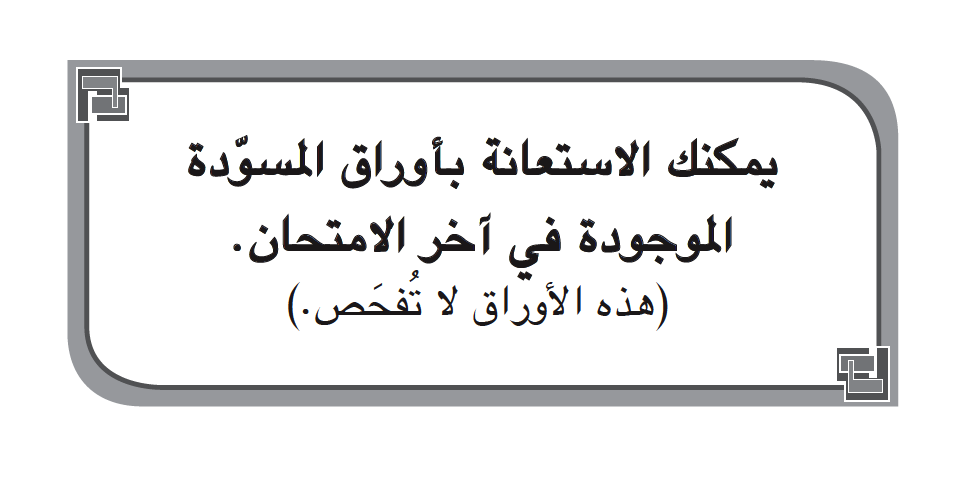 يمكنك الاستعانة بأوراق المسوّدة
الموجودة في آخر الامتحان.
(هذه الأوراق لا تُفحَص.)